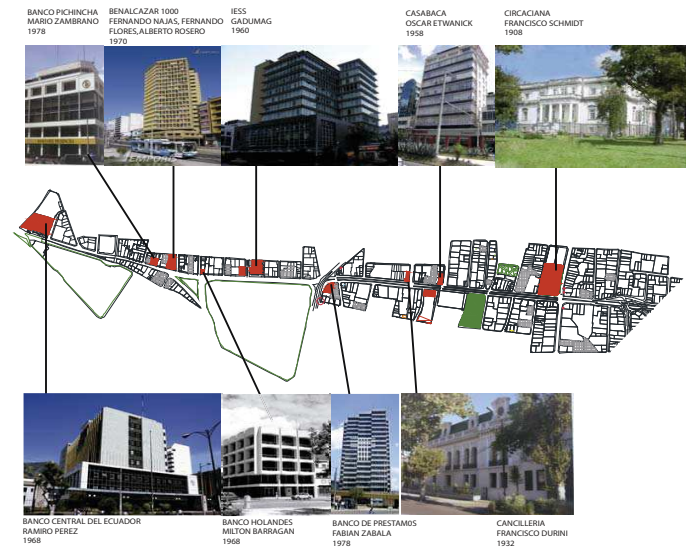 BANCO PICHINCHA
MARIO ZAMBRANO
1978
BENALCAZAR 1000
FERNANDO NAJAS, FERNANDO
FLORES,ALBERTO ROSERO
1970
IESS
GADUMAG
1960
CASABACA
OSCAR ETWANICK
1958
CIRCACIANA
FRANCISCO SCHMIDT
1908
BANCO CENTRAL DEL ECUADOR
RAMIRO PEREZ
1968
BANCO HOLANDES
MILTON BARRAGAN
1968
BANCO DE PRESTAM0S
FABIAN ZABALA
1978
CANCILLERIA
FRANCISCO DURINI
1932